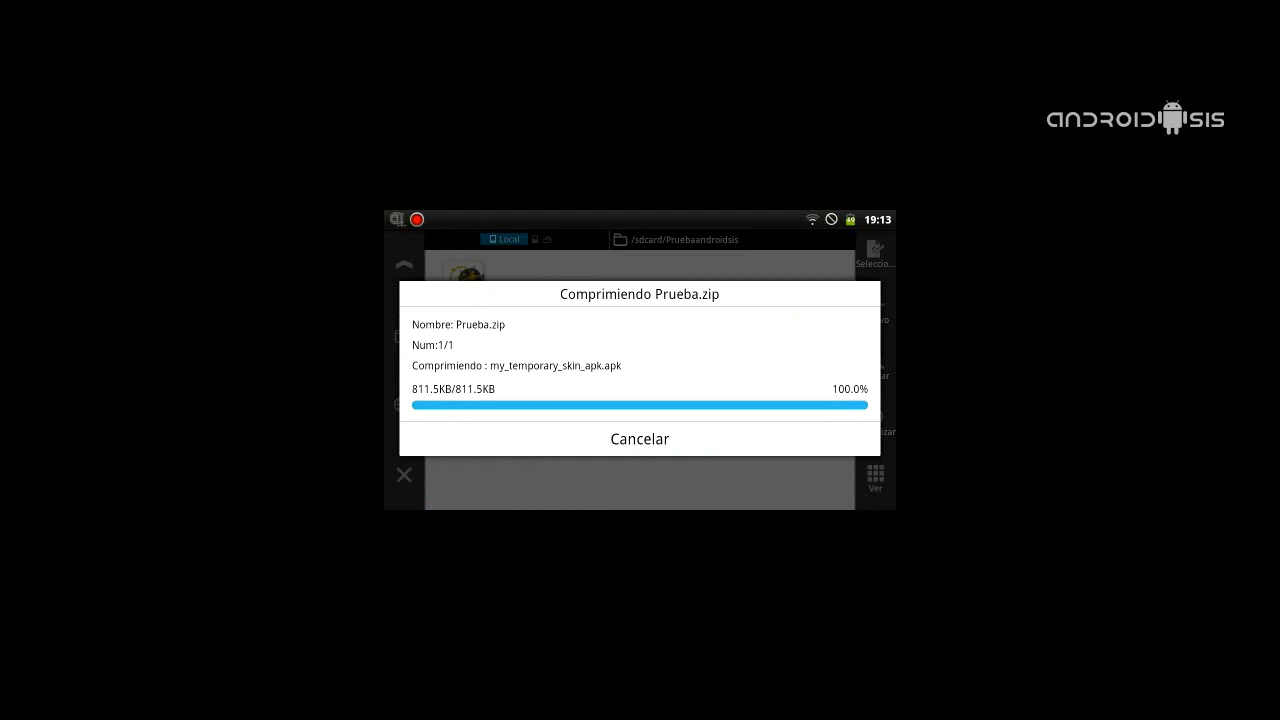 ANDROIDSIS
19:13
Local
/sdcard/Pruebaandroidsis
Seleccio...
Comprimiendo Prueba.zip
Nombre: Prueba.zip
Num:1/1
Comprimiendo : my_temporary_skin_apk.apk
811.5KB/811.5KB 100.0%
Cancelar
Ver